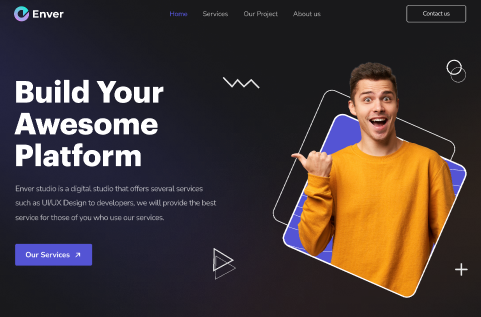 Enver
Home Services Our Project About us
Contact us
Build Your
Awesome
Platform
Enver studio is a digital studio that offers several services
such as UI/UX Design to developers, we will provide the best
service for those of you who use our services.
Our Services